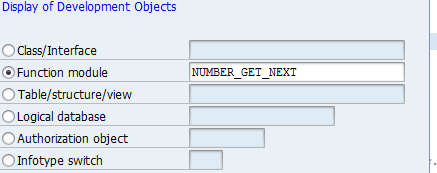 Display of Development Objects
Class/Interface
Function module NUMBER_GET_NEXT
Table/structure/view
Logical database
Authorization object
Infotype switch